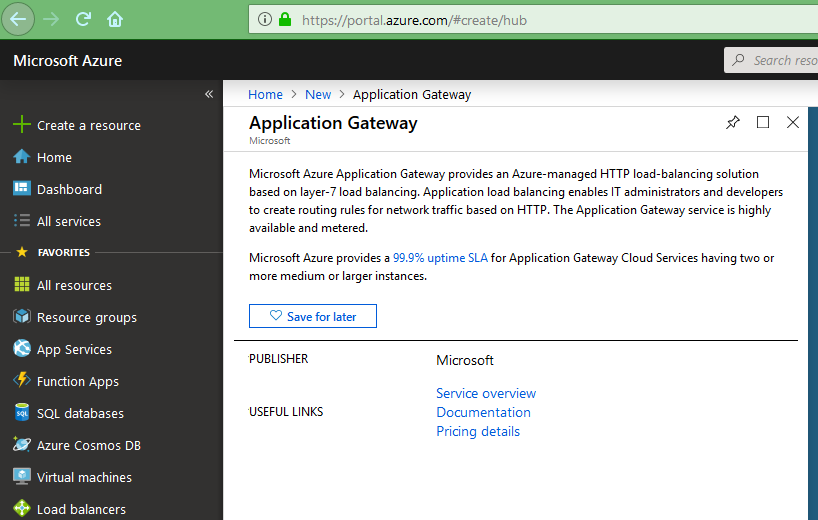 https://portal.azure.com/#create/hub
Microsoft Azure
Search reso
«
Home > New > Application Gateway
Create a resource
Home
Dashboard
All services
FAVORITES
All resources
Resource groups
App Services
Function Apps
SQL databases
Azure Cosmos DB
Virtual machines
Load balancers
Application Gateway
Microsoft
Microsoft Azure Application Gateway provides an Azure-managed HTTP load-balancing solution
based on layer-7 load balancing. Application load balancing enables IT administrators and developers
to create routing rules for network traffic based on HTTP. The Application Gateway service is highly
available and metered.
Microsoft Azure provides a 99.9% uptime SLA for Application Gateway Cloud Services having two or
more medium or larger instances.
Save for later
PUBLISHER
Microsoft
USEFUL LINKS
Service overview
Documentation
Pricing details